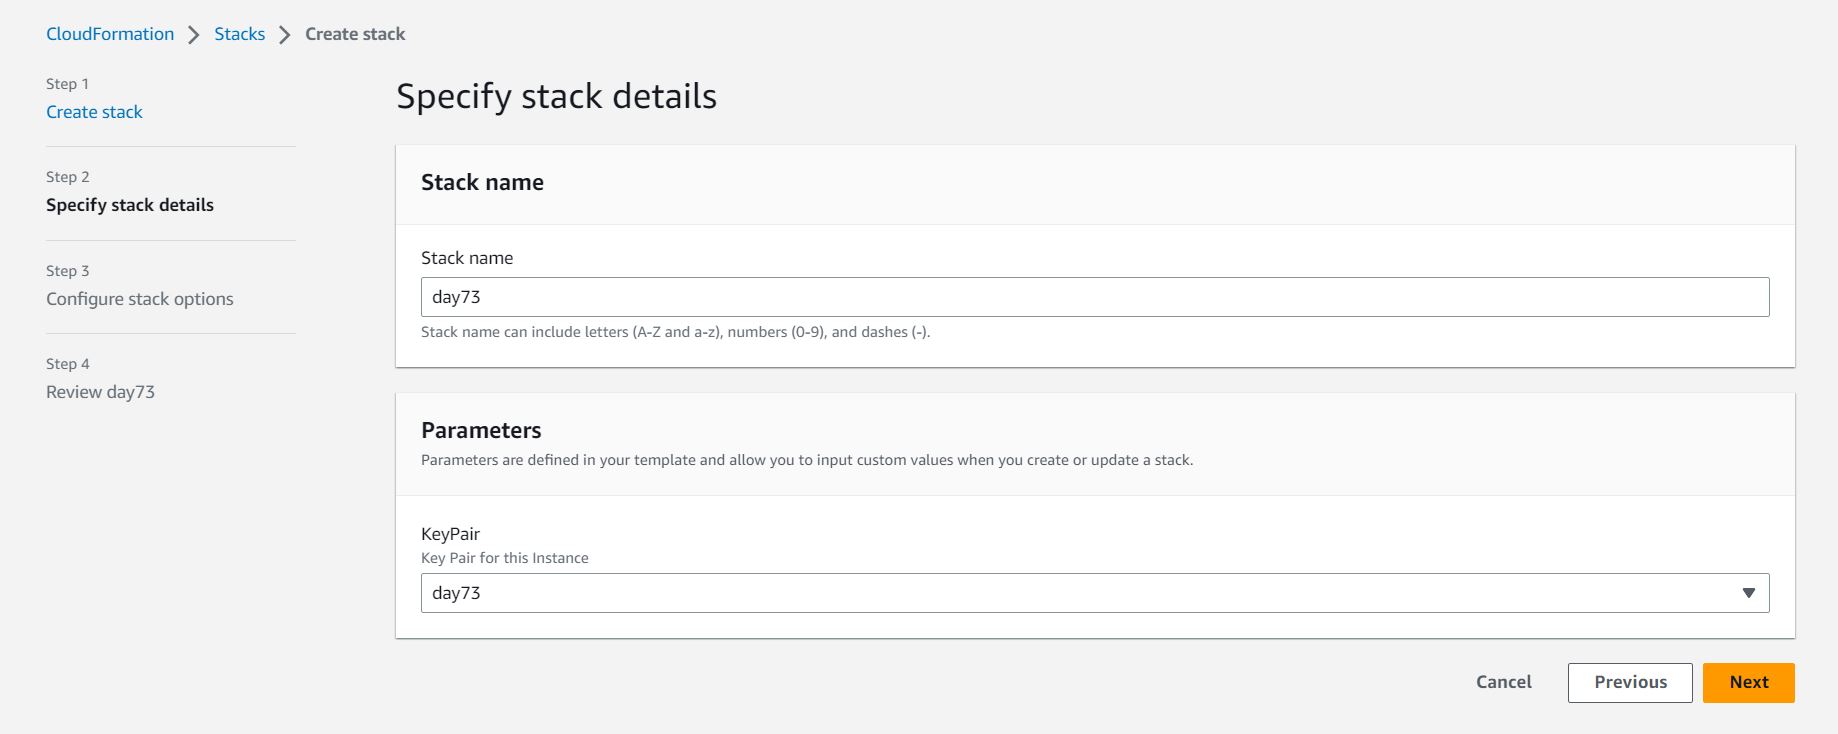 CloudFormation > Stacks > Create stack
Step 1
Create stack
Step 2
Specify stack details
Step 3
Configure stack options
Step 4
Review day73
Specify stack details
Stack name
Stack name
day73
Stack name can include letters (A-Z and a-z), numbers (0-9), and dashes (-).
Parameters
Parameters are defined in your template and allow you to input custom values when you create or update a stack.
KeyPair
Key Pair for this Instance
day73
Cancel
Previous
Next